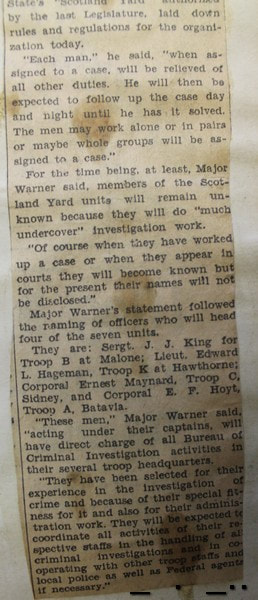 State's "Scotland Yard" authorized
by the last Legislature, laid down
rules and regulations for the organi-
zation today.
"Each man," he said, "when as-
signed to a case, will be relieved of
all other duties. He will then be
expected to follow up the case day
and night until he has it solved.
The men may work alone or in pairs
or maybe whole groups will be as-
signed to a case."
For the time being, at least, Major
Warner said, members of the Scot-
land Yard units will remain un-
known because they will do "much
undercover" investigation work.
"Of course when they have worked
up a case or when they appear in
courts they will become known but
for the present their names will not
be disclosed."
Major Warner's statement followed
the naming of officers who will head
four of the seven units.
They are: Sergt. J. J. King for
Troop B at Malone; Lieut. Edward
L. Hageman, Troop K at Hawthorne;
Corporal Ernest Maynard, Troop C,
Sidney, and Corporal E. F. Hoyt,
Troop A, Batavia.
"These men," Major Warner said,
"acting under their captains, will
have direct charge of all Bureau of
Criminal Investigation activities in
their several troop headquarters.
"They have been selected for their
experience in the investigation of
crime and because of their special fit-
ness for it and also for their adminis-
tration work. They will be expected to
coordinate all activities of their re-
spective staffs in the handling of all
criminal investigations and in co-
operating with other troop staffs and
local police as well as Federal agents
if necessary."